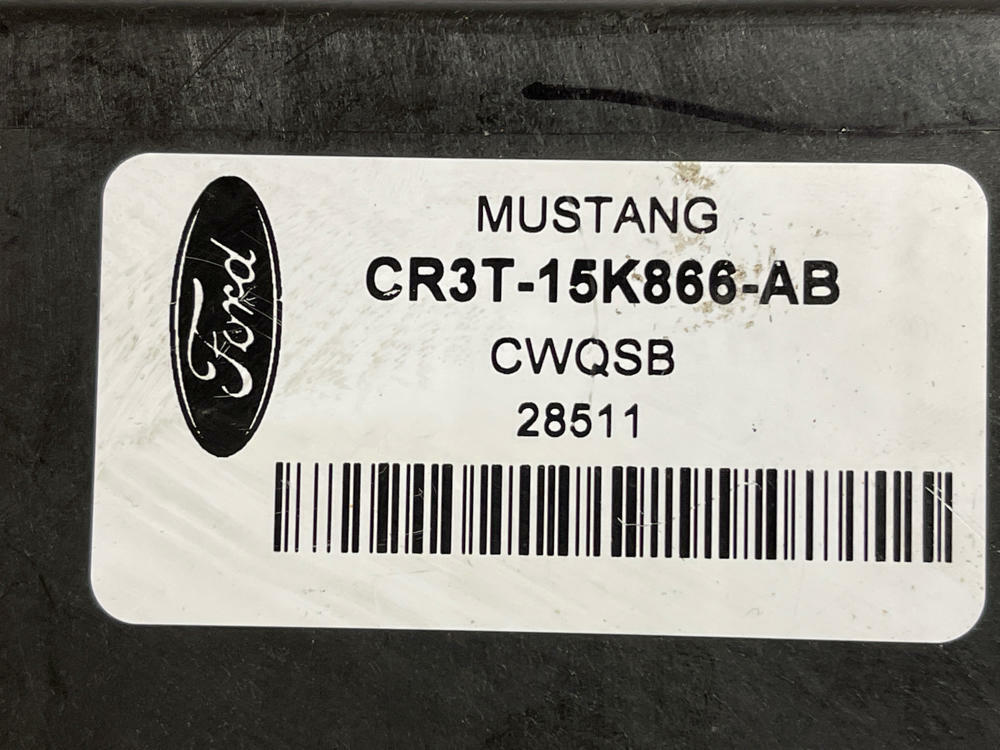 Ford
MUSTANG
CR3T-15K866-AB
CWQSB
28511